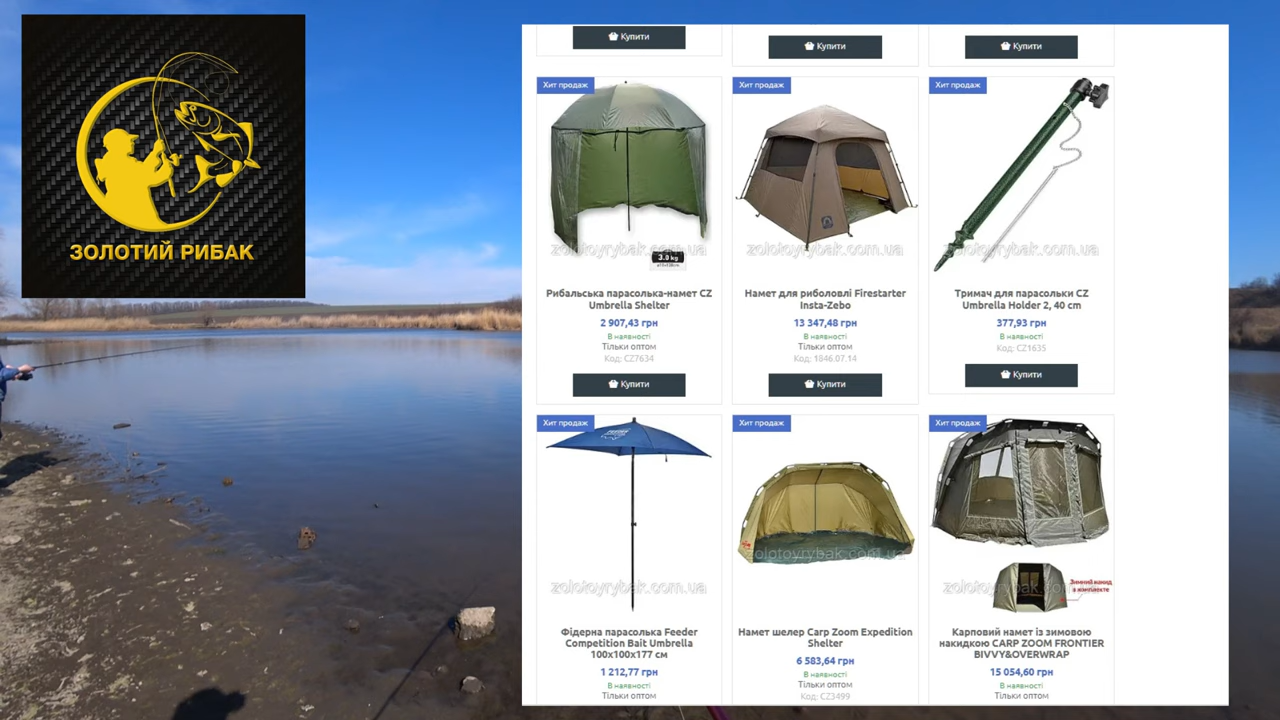 ЗОЛОТИЙ РИБАК
Купити
Купити
Купити
Хит продаж
zolotoyrybak.com.ua
3.0 kg
Рибальська парасолька-намет CZ
Umbrella Shelter
2 907,43 грн
В наявності
Тільки оптом
Код: CZ7634
Купити
Хит продаж
zolotoyrybak.com.ua
Намет для риболовлі Firestarter
Insta-Zebo
13 347,48 грн
В наявності
Тільки оптом
Код: 1846.07.14
Купити
Хит продаж
zolotoyrybak.com.ua
Тримач для парасольки CZ
Umbrella Holder 2, 40 cm
377,93 грн
В наявності
Код: CZ1635
Купити
Хит продаж
FEEDER
zolotoyrybak.com.ua
Фідерна парасолька Feeder
Competition Bait Umbrella
100x100x177 см
1 212,77 грн
В наявності
Тільки оптом
Хит продаж
zolotoyrybak.com.ua
Намет шелер Carp Zoom Expedition
Shelter
6 583,64 грн
В наявності
Тільки оптом
Код: CZ3499
Хит продаж
zolotoyrybak.com.ua
Зимний накид
в комплекте
Карповий намет із зимовою
накидкою CARP ZOOM FRONTIER
BIVVY&OVERWRAP
15 054,60 грн
В наявності
Тільки оптом